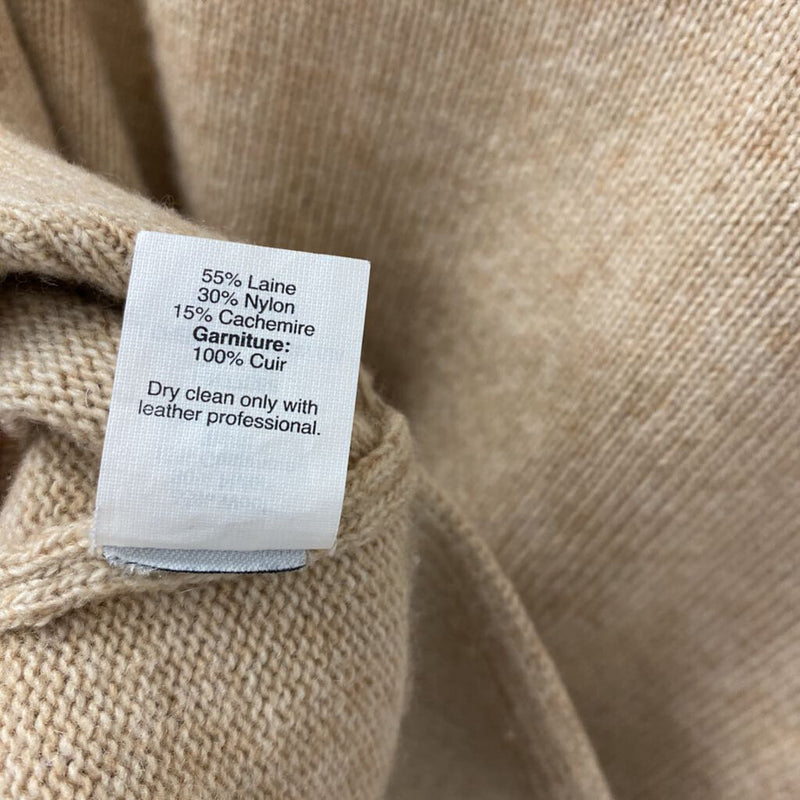 55% Laine
30% Nylon
15% Cachemire
Garniture:
100% Cuir
Dry clean only with
leather professional.